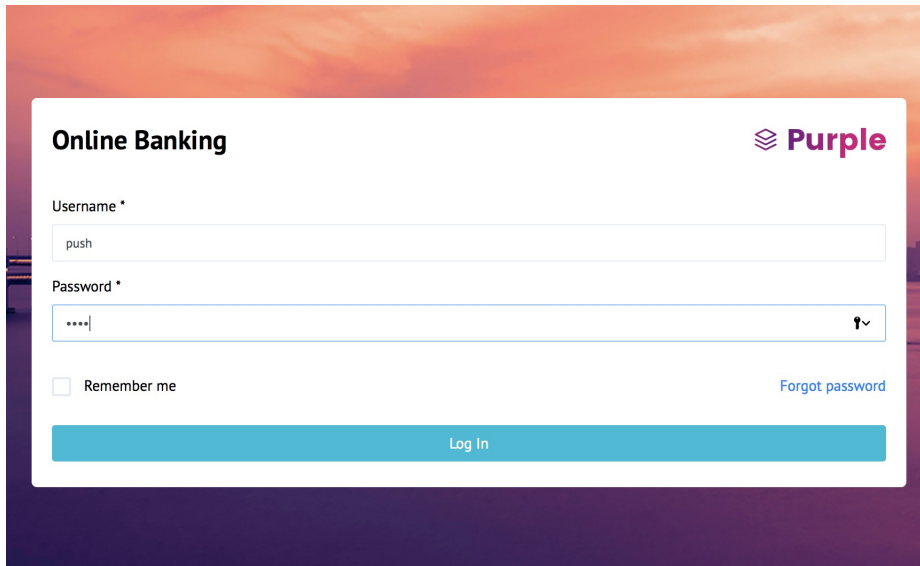 Online Banking
Purple
Username *
push
Password *
••••
Remember me
Forgot password
Log In